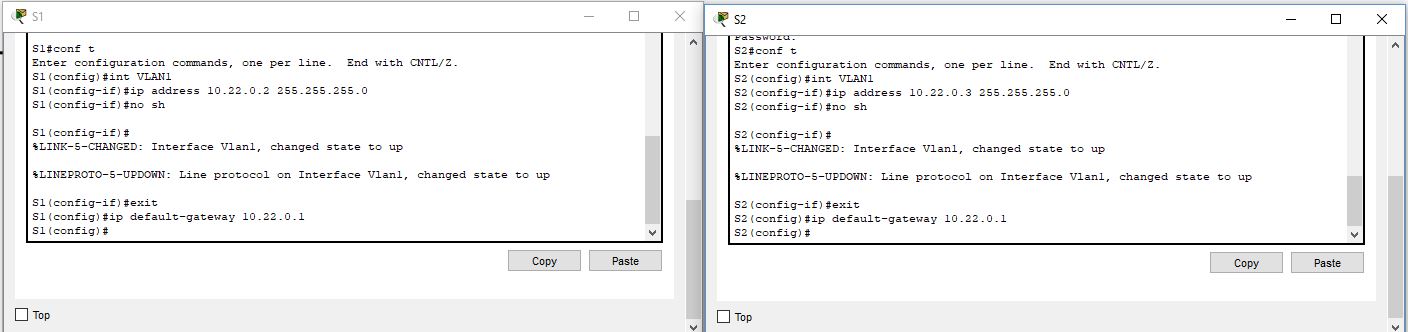 S1
S1#conf t
Enter configuration commands, one per line.  End with CNTL/Z.
S1(config)#int VLAN1
S1(config-if)#ip address 10.22.0.2 255.255.255.0
S1(config-if)#no sh
S1(config-if)#
%LINK-5-CHANGED: Interface Vlan1, changed state to up
%LINEPROTO-5-UPDOWN: Line protocol on Interface Vlan1, changed state to up
S1(config-if)#exit
S1(config)#ip default-gateway 10.22.0.1
S1(config)#
Copy
Paste
Top
S2
Password:
S2#conf t
Enter configuration commands, one per line.  End with CNTL/Z.
S2(config)#int VLAN1
S2(config-if)#ip address 10.22.0.3 255.255.255.0
S2(config-if)#no sh
S2(config-if)#
%LINK-5-CHANGED: Interface Vlan1, changed state to up
%LINEPROTO-5-UPDOWN: Line protocol on Interface Vlan1, changed state to up
S2(config-if)#exit
S2(config)#ip default-gateway 10.22.0.1
S2(config)#
Copy
Paste
Top